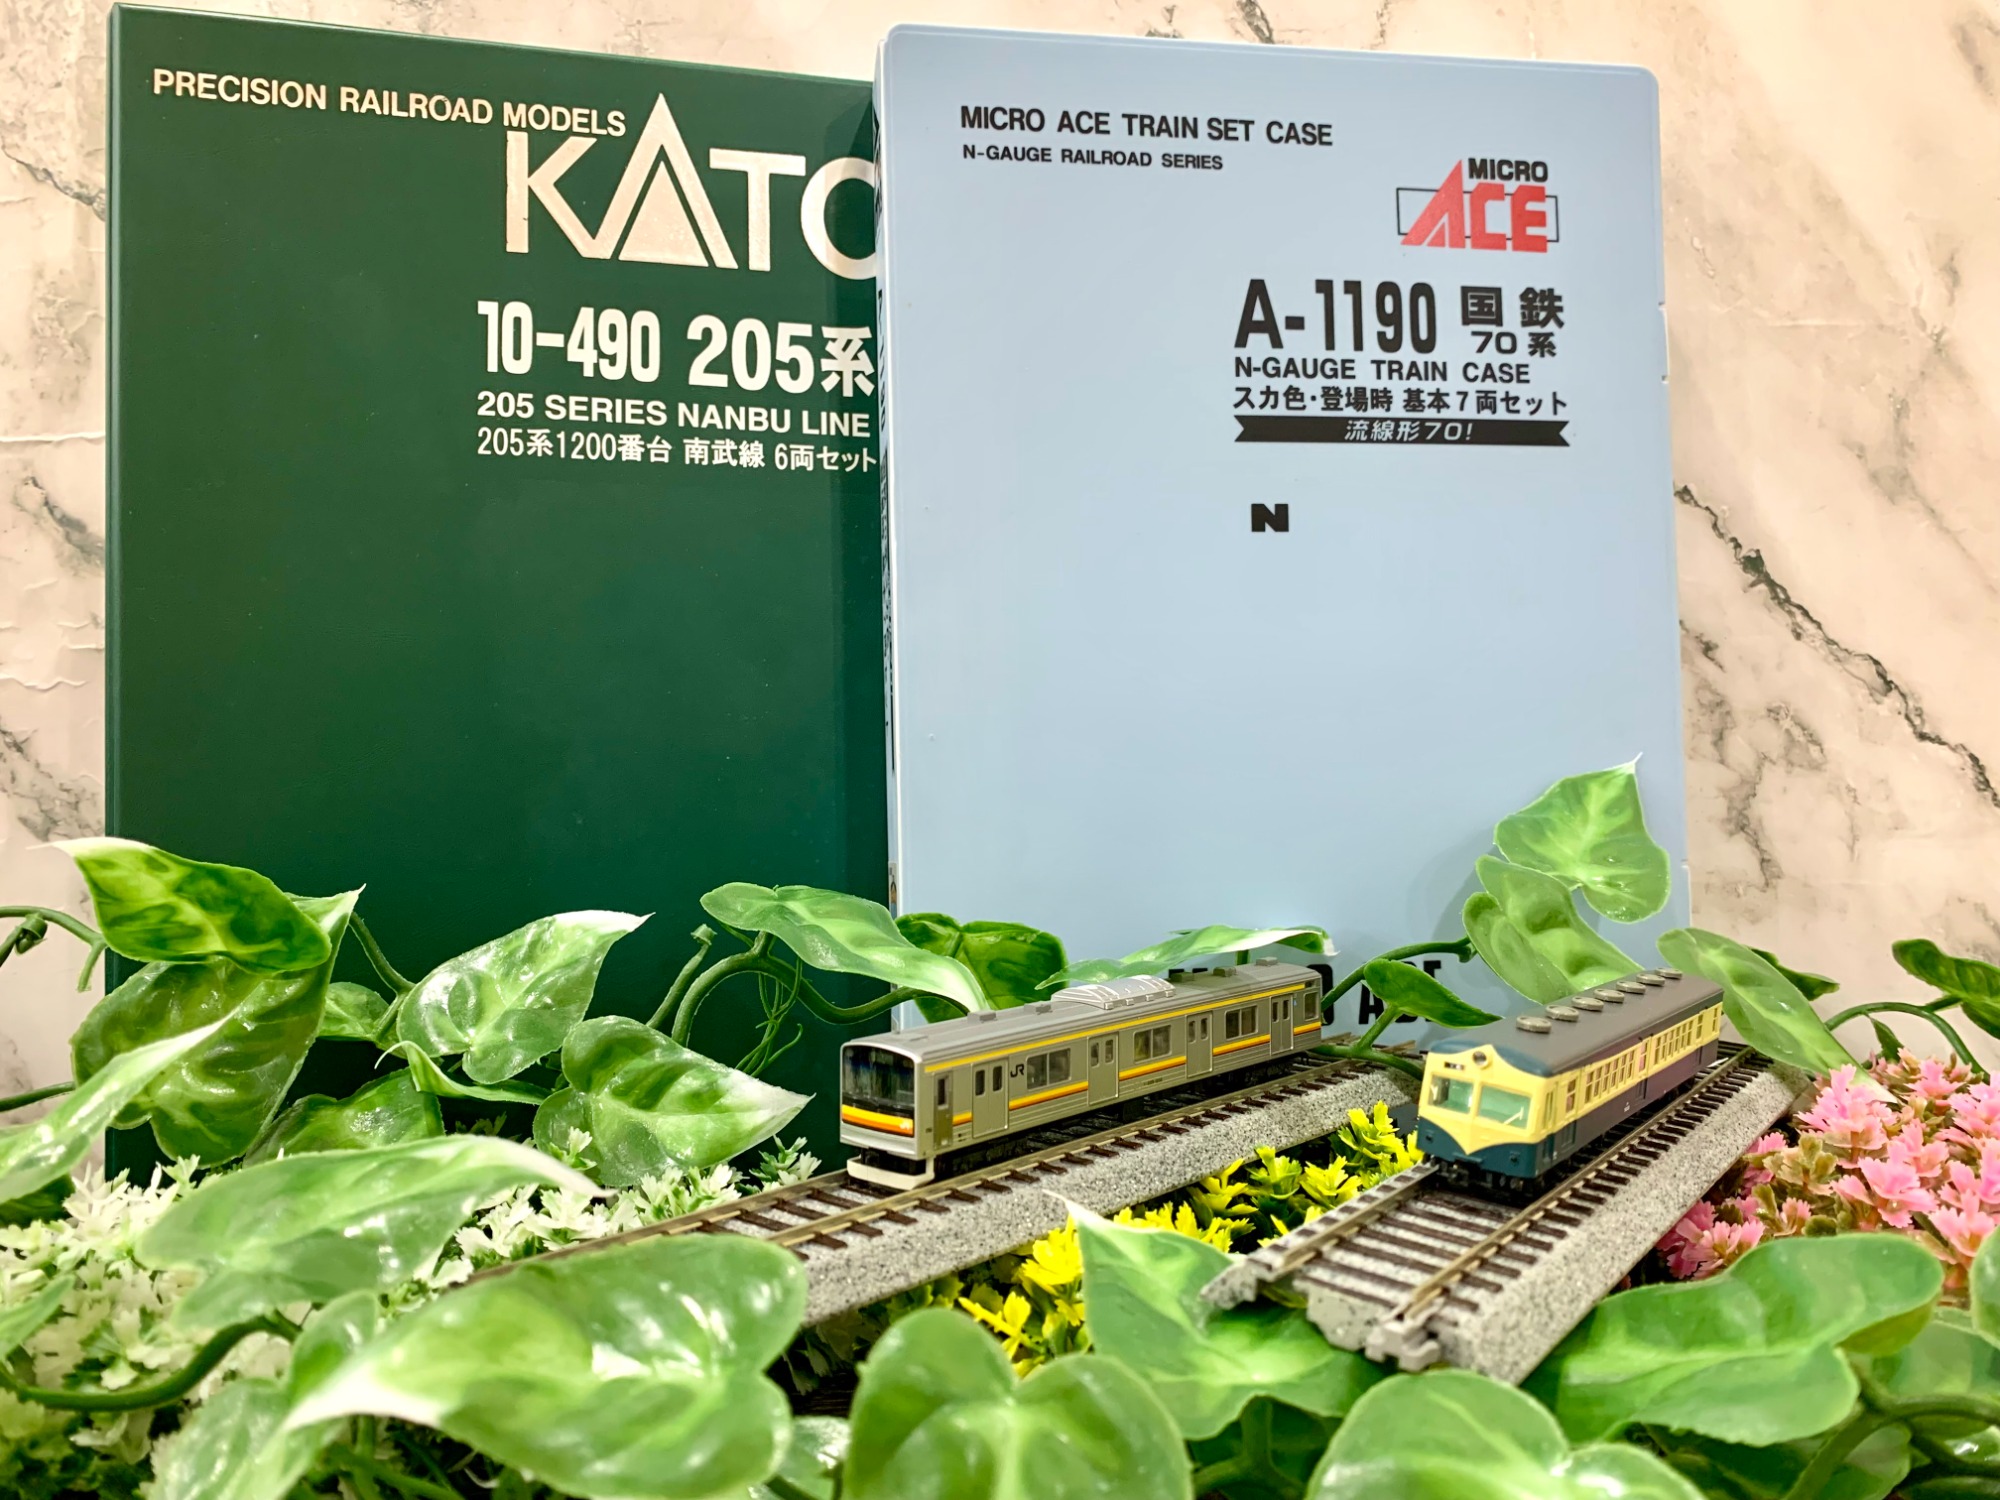 PRECISION RAILROAD MODELS
KATO
10-490 205系
205 SERIES NANBU LINE
205系1200番台 南武線 6両セット
MICRO ACE TRAIN SET CASE
N-GAUGE RAILROAD SERIES
MICRO
ACE
A-1190 国鉄
70系
N-GAUGE TRAIN CASE
スカ色・登場時 基本7両セット
流線形70!
N
JR